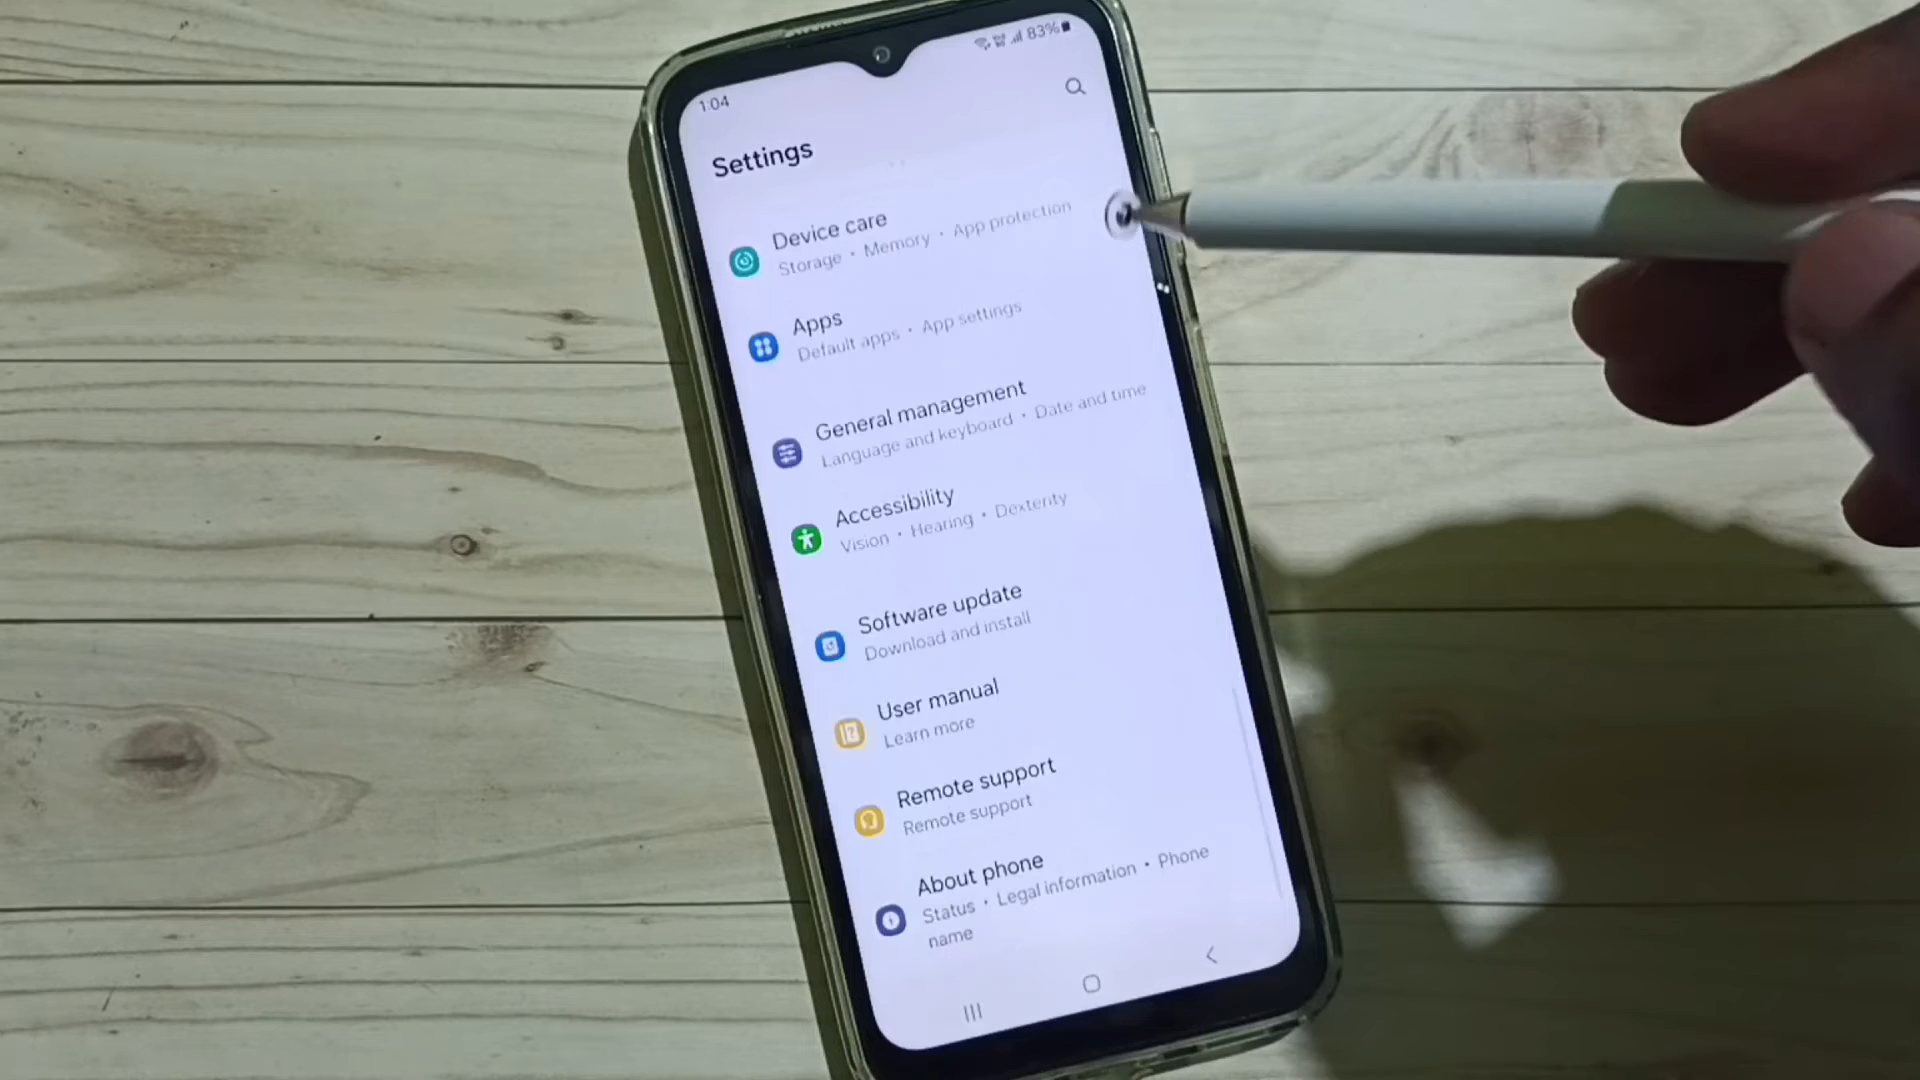 83%
1:04
Settings
Device care
Storage • Memory • App protection
Apps
Default apps • App settings
General management
Language and keyboard • Date and time
Accessibility
Vision • Hearing • Dexterity
Software update
Download and install
User manual
Learn more
Remote support
Remote support
About phone
Status • Legal information • Phone
name